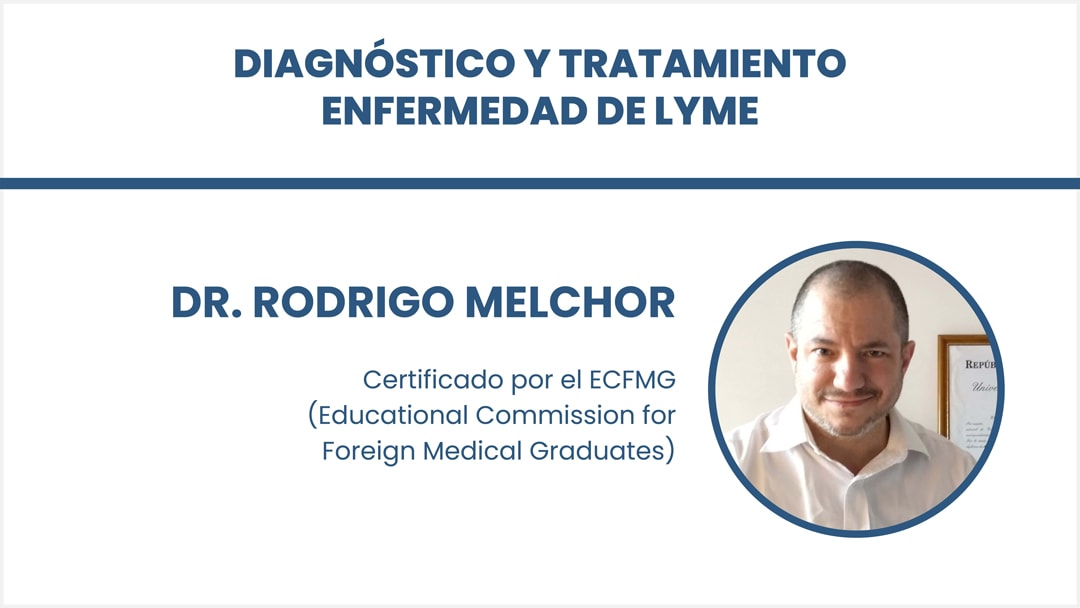 DIAGNÓSTICO Y TRATAMIENTO
ENFERMEDAD DE LYME
DR. RODRIGO MELCHOR
Certificado por el ECFMG
(Educational Commission for
Foreign Medical Graduates)